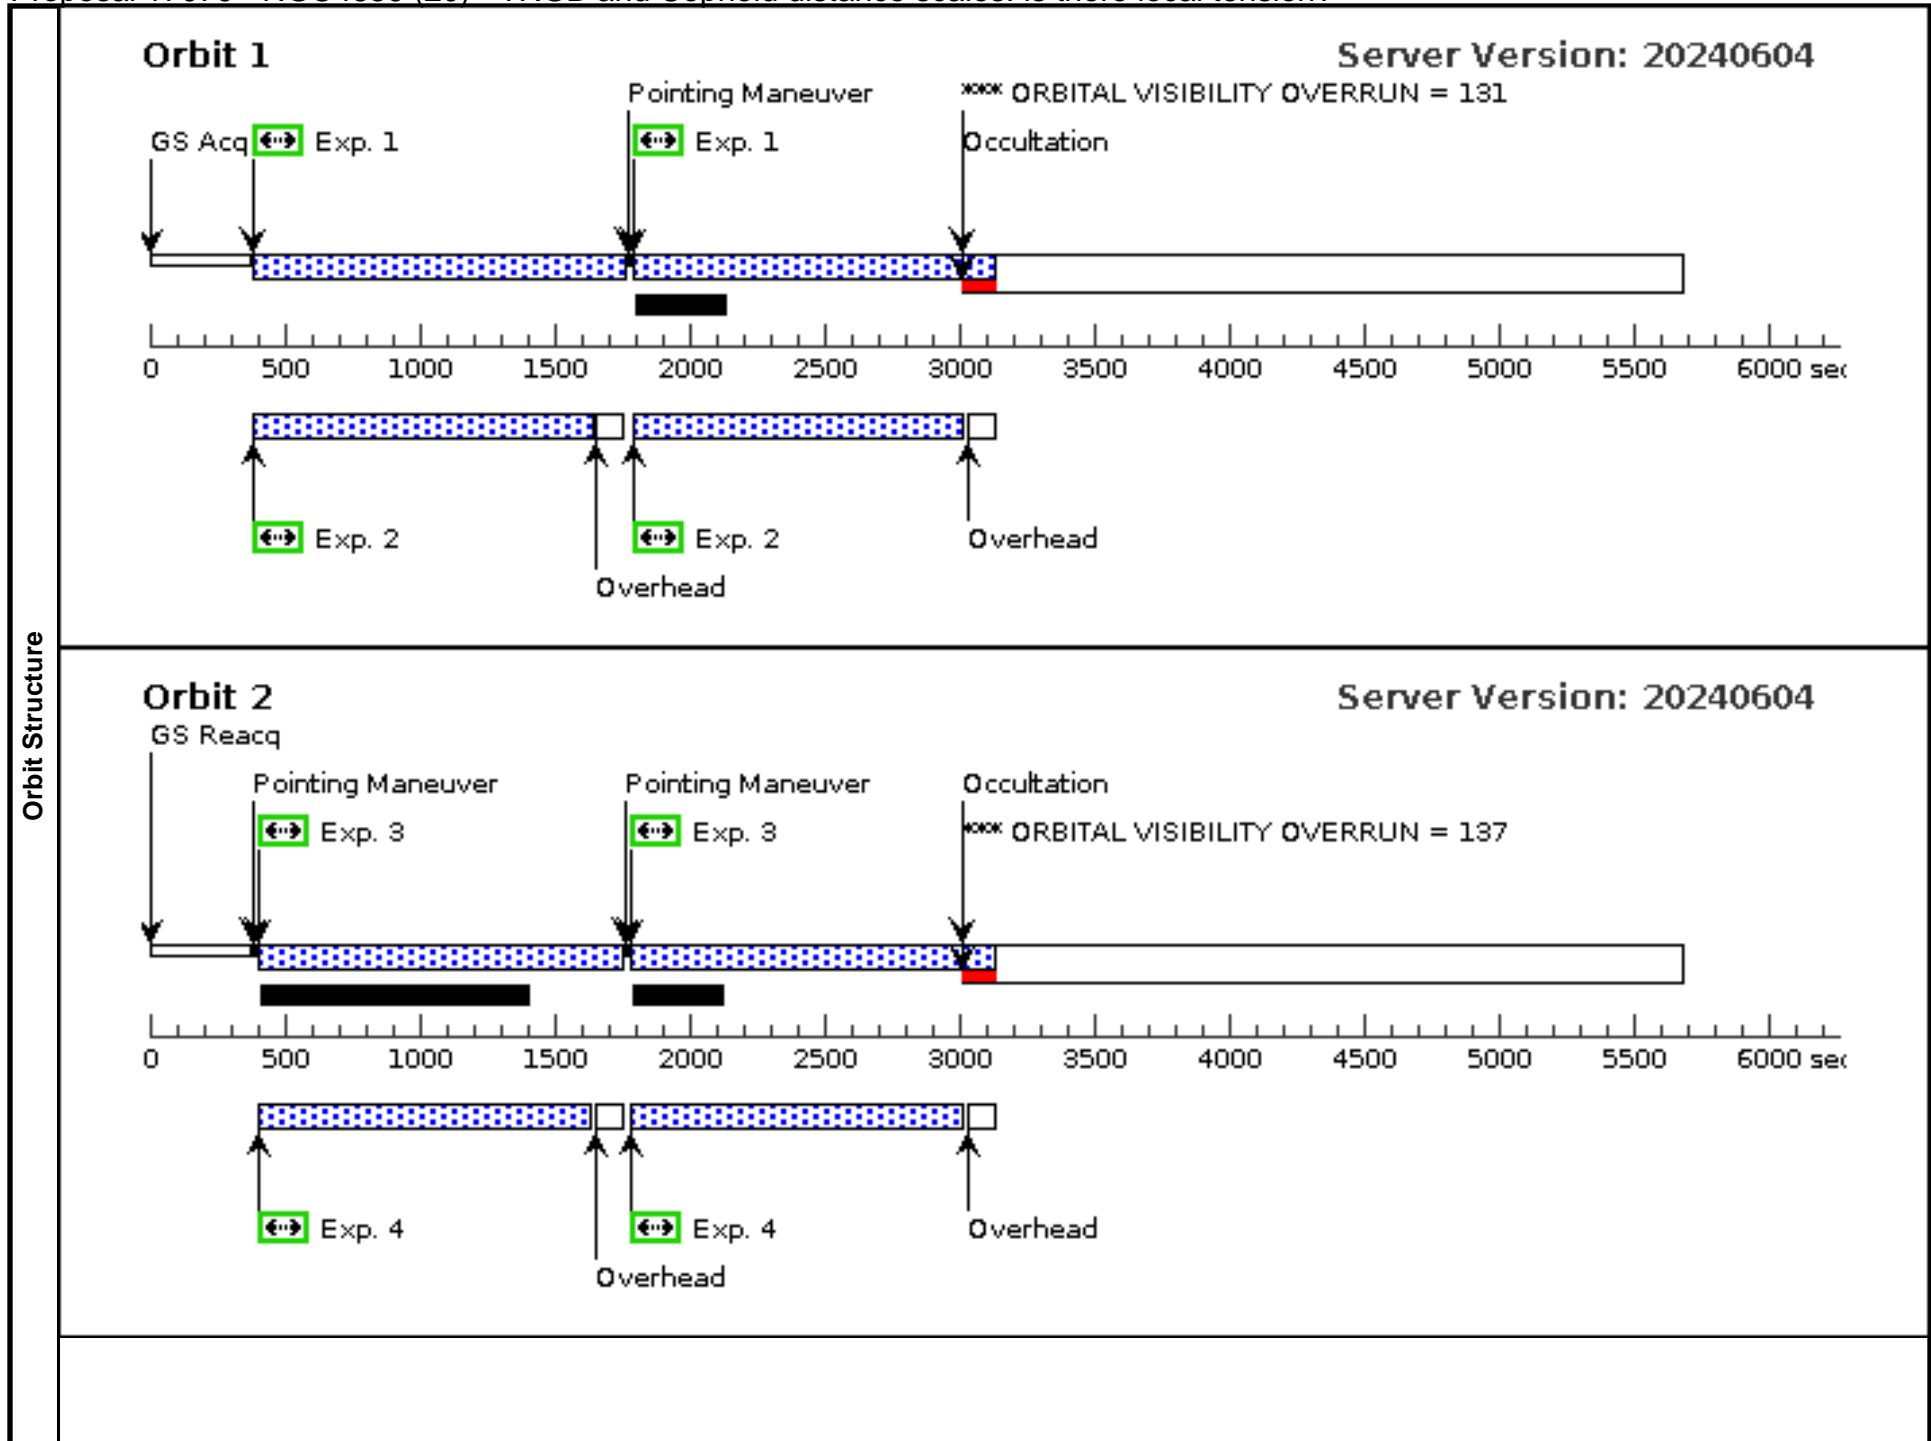 Orbit Structure
Orbit 1
Server Version: 20240604
Pointing Maneuver
*** ORBITAL VISIBILITY OVERRUN = 131
GS Acq
Exp. 1
Exp. 1
Occultation
0 500 1000 1500 2000 2500 3000 3500 4000 4500 5000 5500 6000 sec
Exp. 2
Exp. 2
Overhead
Overhead
Orbit 2
Server Version: 20240604
GS Reacq
Pointing Maneuver
Pointing Maneuver
Occultation
Exp. 3
Exp. 3
*** ORBITAL VISIBILITY OVERRUN = 137
0 500 1000 1500 2000 2500 3000 3500 4000 4500 5000 5500 6000 sec
Exp. 4
Exp. 4
Overhead
Overhead